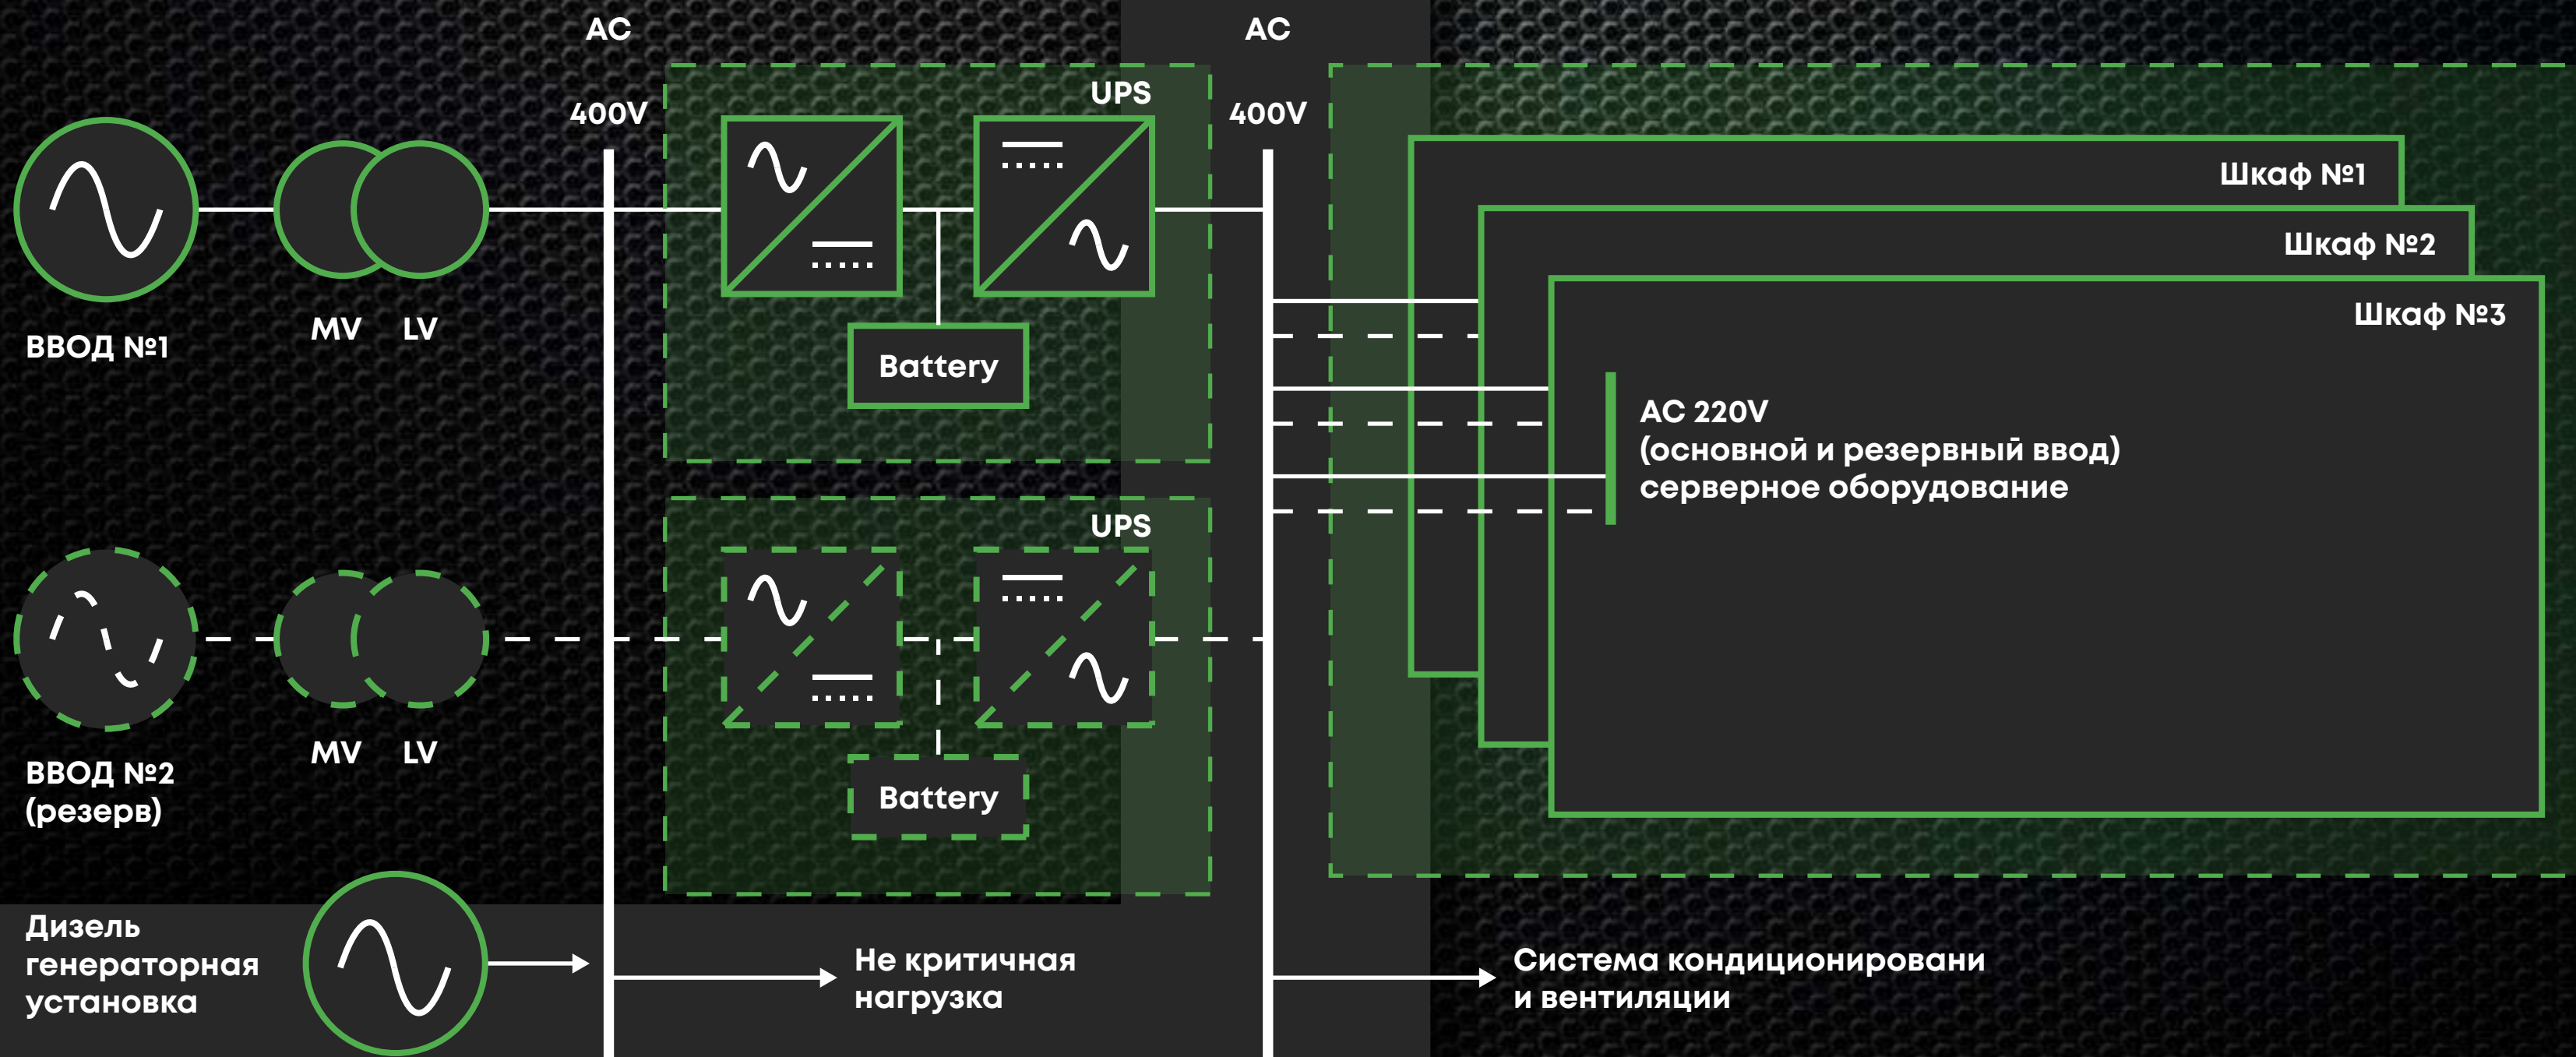 AC
400V
AC
400V
UPS
ВВОД №1
MV
LV
Battery
UPS
ВВОД №2
(резерв)
MV
LV
Battery
Дизель
генераторная
установка
Не критичная
нагрузка
Шкаф №1
Шкаф №2
Шкаф №3
AC 220V
(основной и резервный ввод)
серверное оборудование
Система кондиционировани
и вентиляции